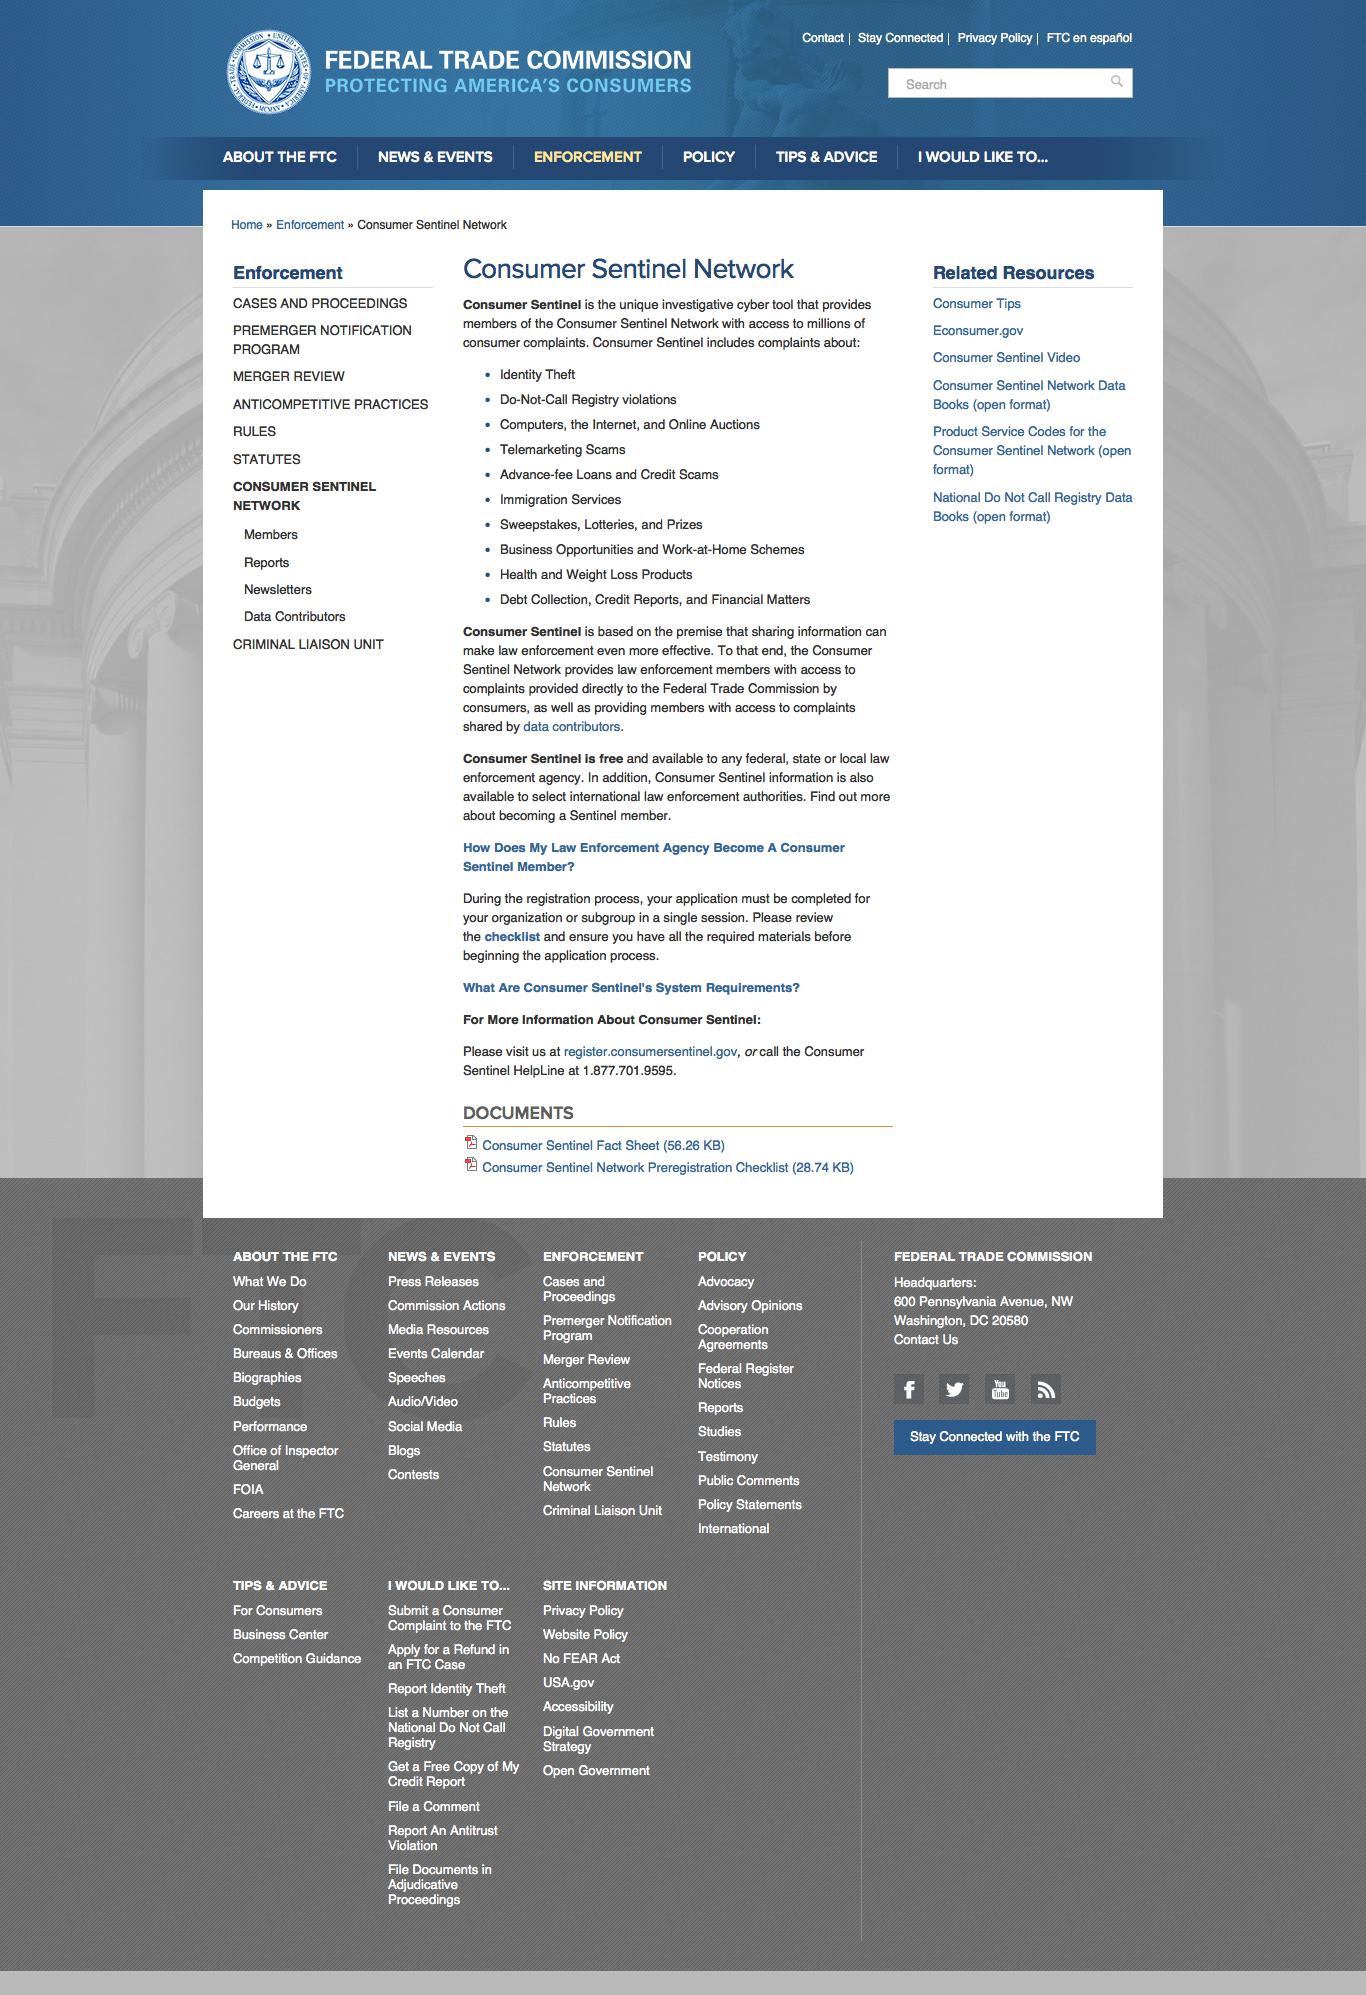 Contact | Stay Connected | Privacy Policy | FTC en español
FEDERAL TRADE COMMISSION
PROTECTING AMERICA'S CONSUMERS
Search
ABOUT THE FTC
NEWS & EVENTS
ENFORCEMENT
POLICY
TIPS & ADVICE
I WOULD LIKE TO...
Home » Enforcement » Consumer Sentinel Network
Enforcement
CASES AND PROCEEDINGS
PREMERGER NOTIFICATION
PROGRAM
MERGER REVIEW
ANTICOMPETITIVE PRACTICES
RULES
STATUTES
CONSUMER SENTINEL
NETWORK
Members
Reports
Newsletters
Data Contributors
CRIMINAL LIAISON UNIT
Consumer Sentinel Network
Consumer Sentinel is the unique investigative cyber tool that provides
members of the Consumer Sentinel Network with access to millions of
consumer complaints. Consumer Sentinel includes complaints about:
• Identity Theft
• Do-Not-Call Registry violations
• Computers, the Internet, and Online Auctions
• Telemarketing Scams
• Advance-fee Loans and Credit Scams
• Immigration Services
• Sweepstakes, Lotteries, and Prizes
• Business Opportunities and Work-at-Home Schemes
• Health and Weight Loss Products
• Debt Collection, Credit Reports, and Financial Matters
Consumer Sentinel is based on the premise that sharing information can
make law enforcement even more effective. To that end, the Consumer
Sentinel Network provides law enforcement members with access to
complaints provided directly to the Federal Trade Commission by
consumers, as well as providing members with access to complaints
shared by data contributors.
Consumer Sentinel is free and available to any federal, state or local law
enforcement agency. In addition, Consumer Sentinel information is also
available to select international law enforcement authorities. Find out more
about becoming a Sentinel member.
How Does My Law Enforcement Agency Become A Consumer
Sentinel Member?
During the registration process, your application must be completed for
your organization or subgroup in a single session. Please review
the checklist and ensure you have all the required materials before
beginning the application process.
What Are Consumer Sentinel's System Requirements?
For More Information About Consumer Sentinel:
Please visit us at register.consumersentinel.gov, or call the Consumer
Sentinel HelpLine at 1.877.701.9595.
DOCUMENTS
Consumer Sentinel Fact Sheet (56.26 KB)
Consumer Sentinel Network Preregistration Checklist (28.74 KB)
Related Resources
Consumer Tips
Econsumer.gov
Consumer Sentinel Video
Consumer Sentinel Network Data
Books (open format)
Product Service Codes for the
Consumer Sentinel Network (open
format)
National Do Not Call Registry Data
Books (open format)
FTC
ABOUT THE FTC
What We Do
Our History
Commissioners
Bureaus & Offices
Biographies
Budgets
Performance
Office of Inspector
General
FOIA
Careers at the FTC
NEWS & EVENTS
Press Releases
Commission Actions
Media Resources
Events Calendar
Speeches
Audio/Video
Social Media
Blogs
Contests
ENFORCEMENT
Cases and
Proceedings
Premerger Notification
Program
Merger Review
Anticompetitive
Practices
Rules
Statutes
Consumer Sentinel
Network
Criminal Liaison Unit
POLICY
Advocacy
Advisory Opinions
Cooperation
Agreements
Federal Register
Notices
Reports
Studies
Testimony
Public Comments
Policy Statements
International
FEDERAL TRADE COMMISSION
Headquarters:
600 Pennsylvania Avenue, NW
Washington, DC 20580
Contact Us
You
Tube
Stay Connected with the FTC
TIPS & ADVICE
For Consumers
Business Center
Competition Guidance
I WOULD LIKE TO...
Submit a Consumer
Complaint to the FTC
Apply for a Refund in
an FTC Case
Report Identity Theft
List a Number on the
National Do Not Call
Registry
Get a Free Copy of My
Credit Report
File a Comment
Report An Antitrust
Violation
File Documents in
Adjudicative
Proceedings
SITE INFORMATION
Privacy Policy
Website Policy
No FEAR Act
USA.gov
Accessibility
Digital Government
Strategy
Open Government